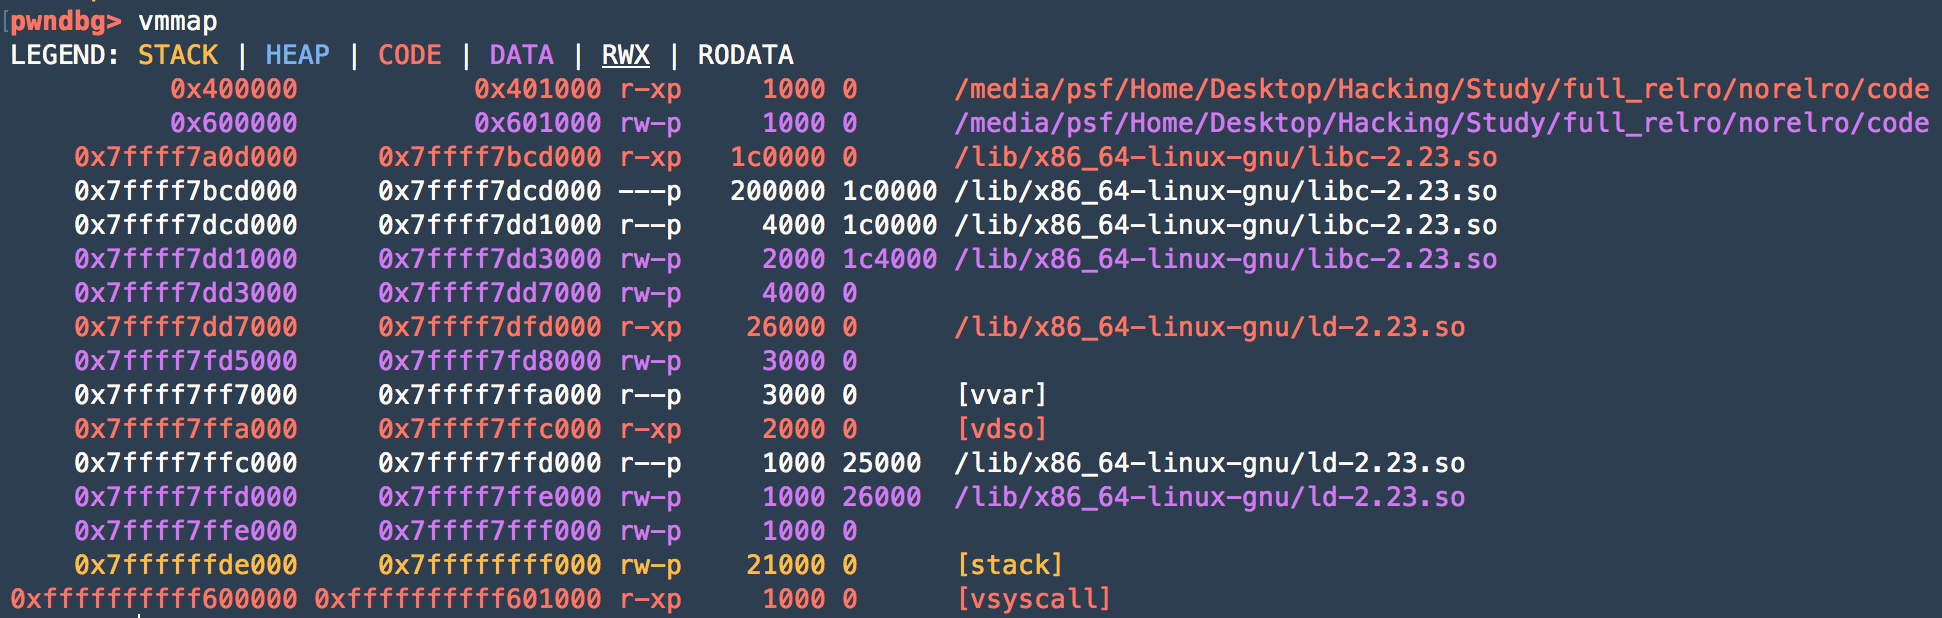 pwndbg> vmmap
LEGEND: STACK | HEAP | CODE | DATA | RWX | RODATA
0x400000 0x401000 r-xp 1000 0 /media/psf/Home/Desktop/Hacking/Study/full_relro/norelro/code
0x600000 0x601000 rw-p 1000 0 /media/psf/Home/Desktop/Hacking/Study/full_relro/norelro/code
0x7ffff7a0d000 0x7ffff7bcd000 r-xp 1c0000 0 /lib/x86_64-linux-gnu/libc-2.23.so
0x7ffff7bcd000 0x7ffff7dcd000 ---p 200000 1c0000 /lib/x86_64-linux-gnu/libc-2.23.so
0x7ffff7dcd000 0x7ffff7dd1000 r--p 4000 1c0000 /lib/x86_64-linux-gnu/libc-2.23.so
0x7ffff7dd1000 0x7ffff7dd3000 rw-p 2000 1c4000 /lib/x86_64-linux-gnu/libc-2.23.so
0x7ffff7dd3000 0x7ffff7dd7000 rw-p 4000 0
0x7ffff7dd7000 0x7ffff7dfd000 r-xp 26000 0 /lib/x86_64-linux-gnu/ld-2.23.so
0x7ffff7fd5000 0x7ffff7fd8000 rw-p 3000 0
0x7ffff7ff7000 0x7ffff7ffa000 r--p 3000 0 [vvar]
0x7ffff7ffa000 0x7ffff7ffc000 r-xp 2000 0 [vdso]
0x7ffff7ffc000 0x7ffff7ffd000 r--p 1000 25000 /lib/x86_64-linux-gnu/ld-2.23.so
0x7ffff7ffd000 0x7ffff7ffe000 rw-p 1000 26000 /lib/x86_64-linux-gnu/ld-2.23.so
0x7ffff7ffe000 0x7ffff7fff000 rw-p 1000 0
0x7ffffffde000 0x7ffffffff000 rw-p 21000 0 [stack]
0xffffffffff600000 0xffffffffff601000 r-xp 1000 0 [vsyscall]